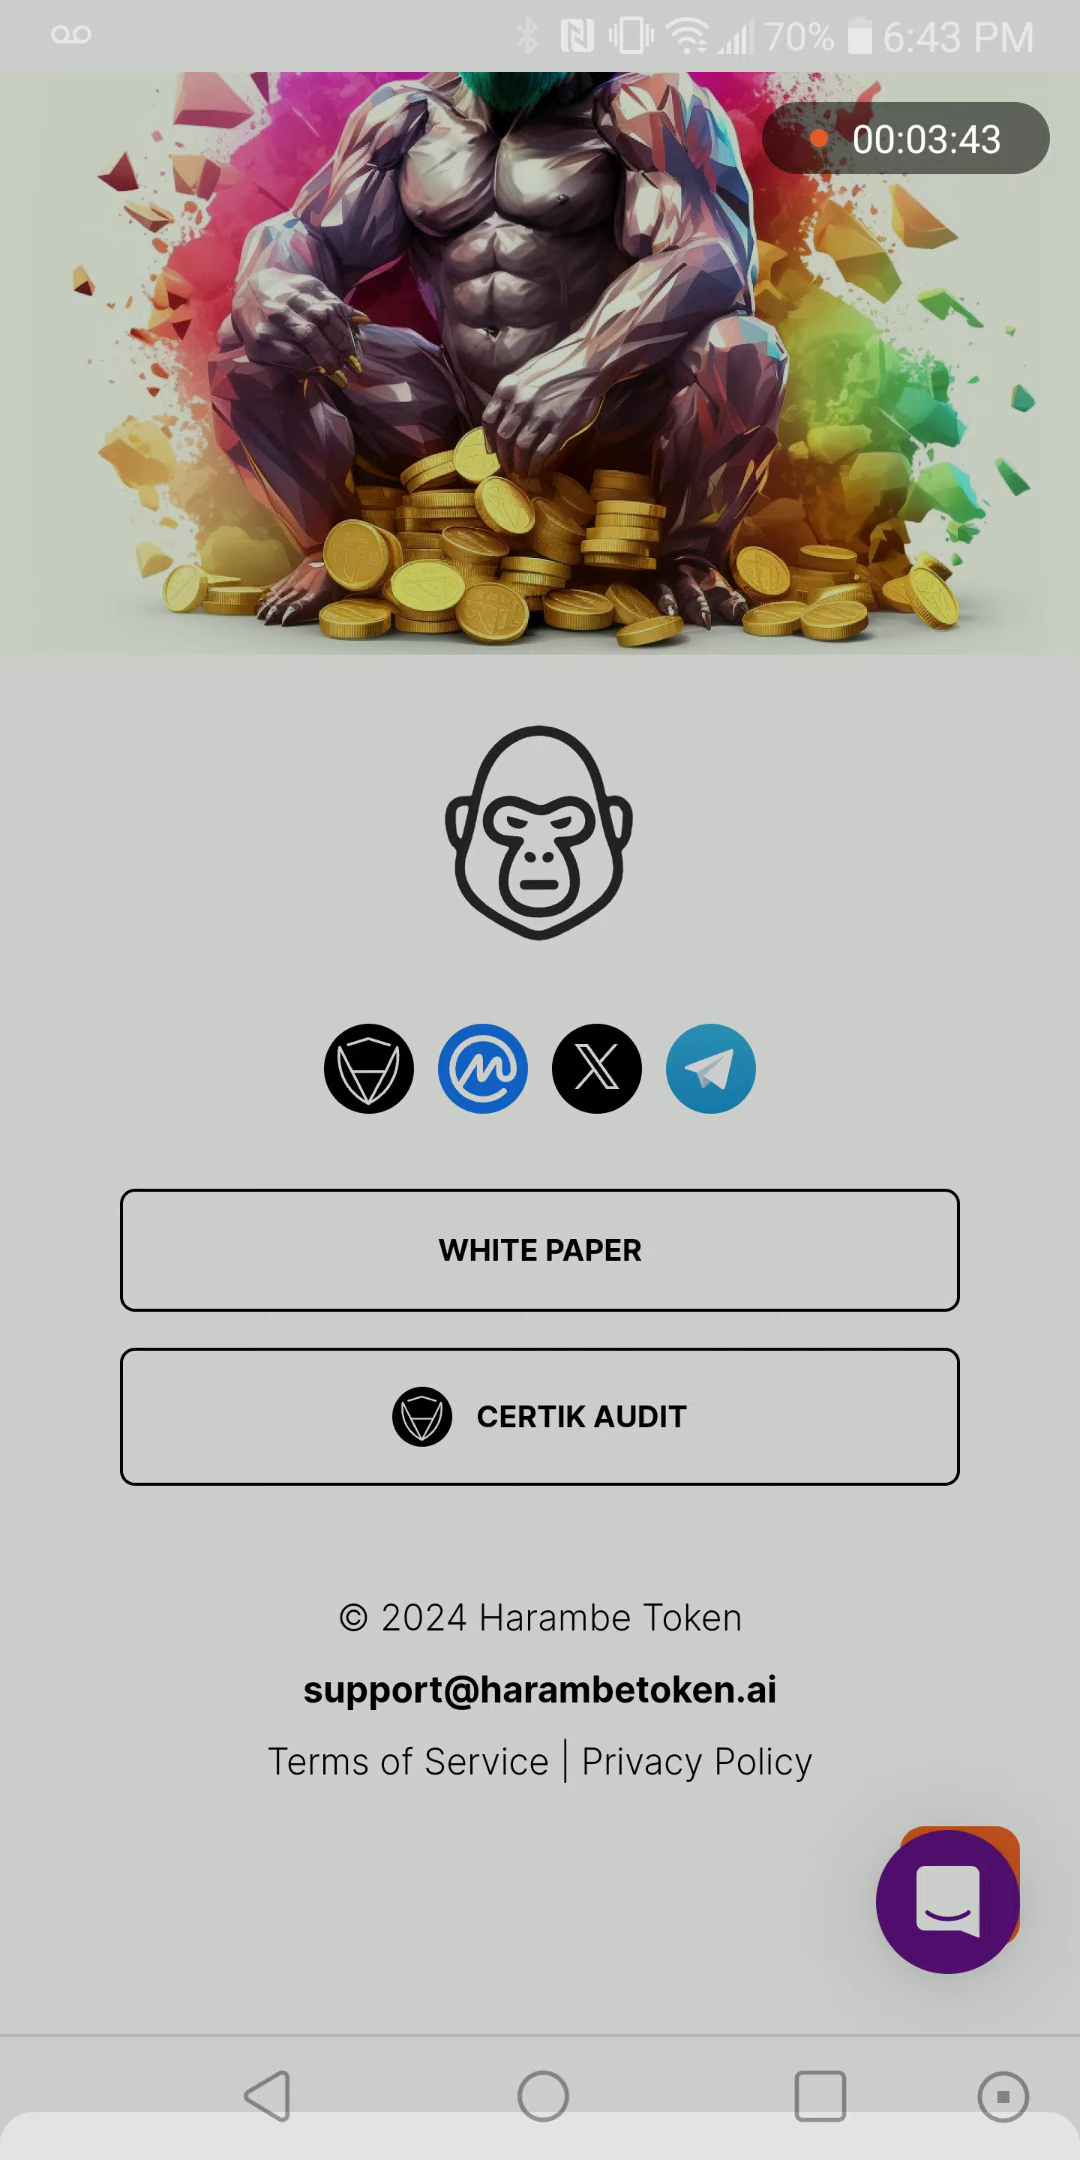 70% 6:43 PM
00:03:43
WHITE PAPER
CERTIK AUDIT
© 2024 Harambe Token
support@harambetoken.ai
Terms of Service | Privacy Policy